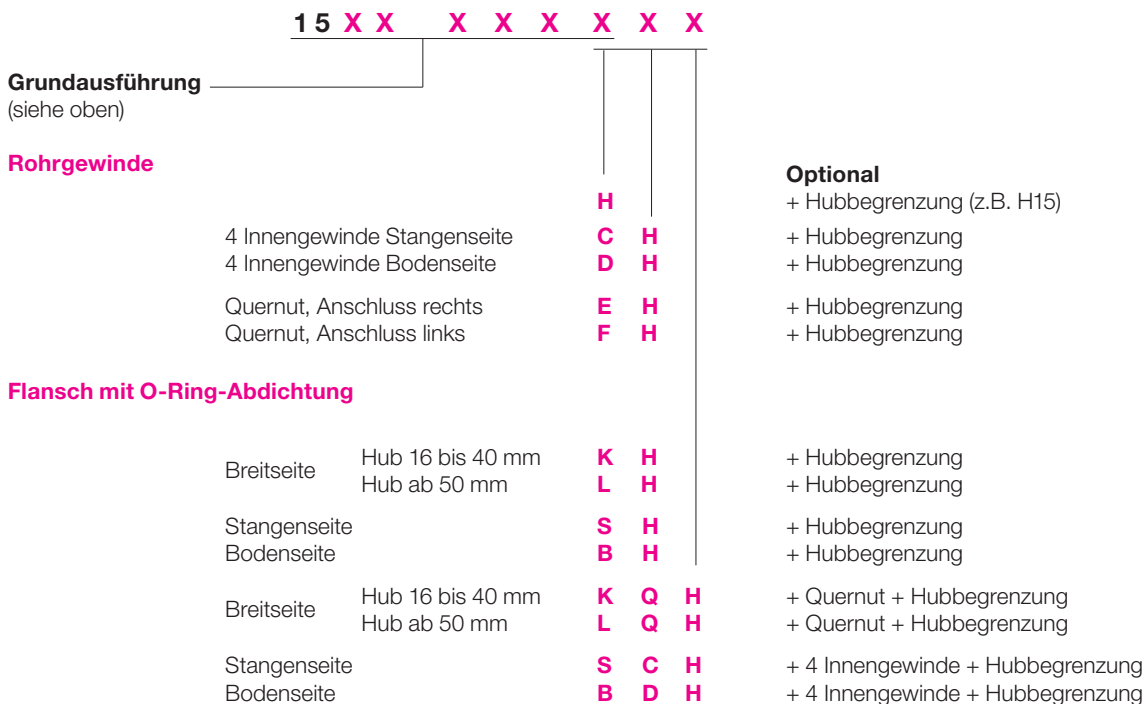 15XX XXX XXX
Grundausführung
(siehe oben)
Rohrgewinde
Optional
H + Hubbegrenzung (z.B. H15)
4 Innengewinde Stangenseite C H + Hubbegrenzung
4 Innengewinde Bodenseite D H + Hubbegrenzung
Quernut, Anschluss rechts E H + Hubbegrenzung
Quernut, Anschluss links F H + Hubbegrenzung
Flansch mit O-Ring-Abdichtung
Breitseite Hub 16 bis 40 mm K H + Hubbegrenzung
Hub ab 50 mm L H + Hubbegrenzung
Stangenseite S H + Hubbegrenzung
Bodenseite B H + Hubbegrenzung
Breitseite Hub 16 bis 40 mm K Q H + Quernut + Hubbegrenzung
Hub ab 50 mm L Q H + Quernut + Hubbegrenzung
Stangenseite S C H + 4 Innengewinde + Hubbegrenzung
Bodenseite B D H + 4 Innengewinde + Hubbegrenzung